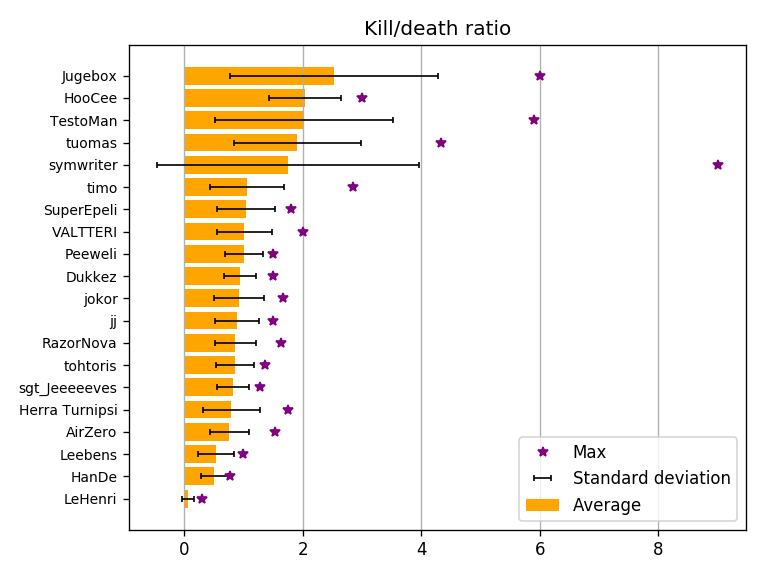 Kill/death ratio
Jugebox
HooCee
TestoMan
tuomas
symwriter
timo
SuperEpeli
VALTTERI
Peeweli
Dukkez
jokor
jj
RazorNova
tohtoris
sgt_Jeeeeeves
Herra Turnipsi
AirZero
Leebens
HanDe
LeHenri
Max
Standard deviation
Average
0 2 4 6 8